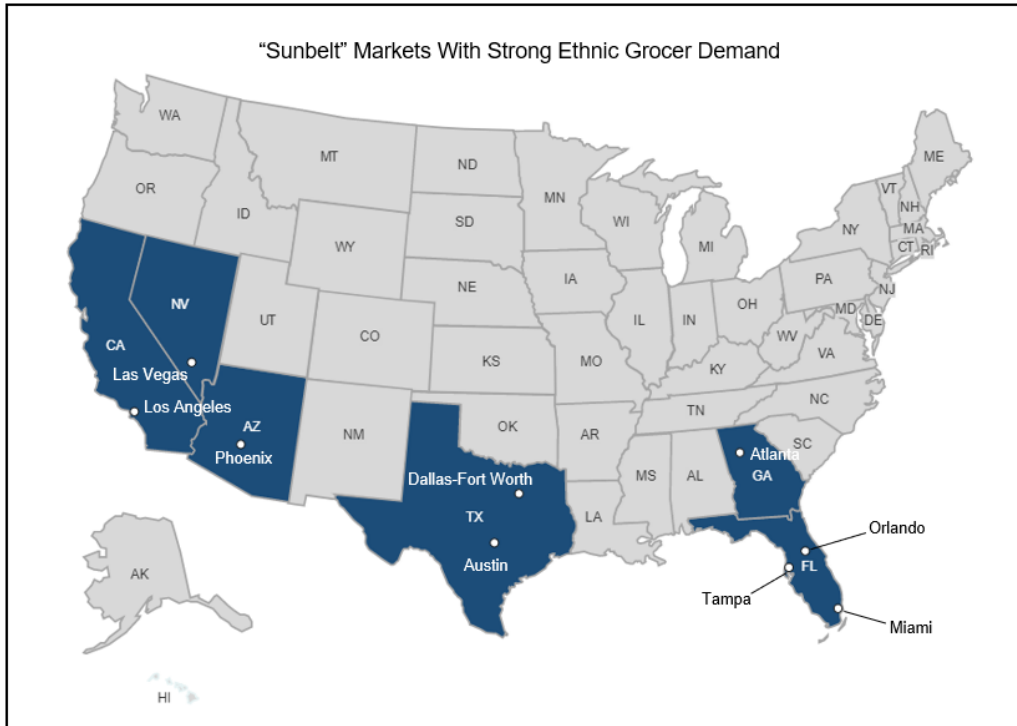 “Sunbelt” Markets With Strong Ethnic Grocer Demand
WA
MT
ND
MN
ME
VT
NH
OR
ID
SD
WI
NY
MA
CT
RI
WY
MI
IA
PA
NJ
NE
OH
MD
DE
NV
UT
IL
IN
WV
CO
VA
CA
KS
MO
KY
Las Vegas
NC
Los Angeles
TN
AZ
NM
OK
AR
SC
Phoenix
Atlanta
Dallas-Fort Worth
MS
AL
GA
TX
LA
Orlando
Austin
FL
AK
Tampa
Miami
HI